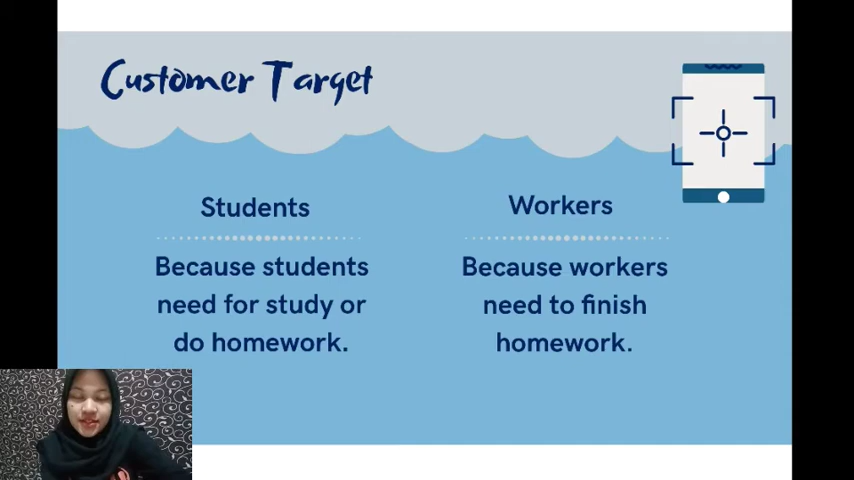 Customer Target
Students
Because students
need for study or
do homework.
Workers
Because workers
need to finish
homework.